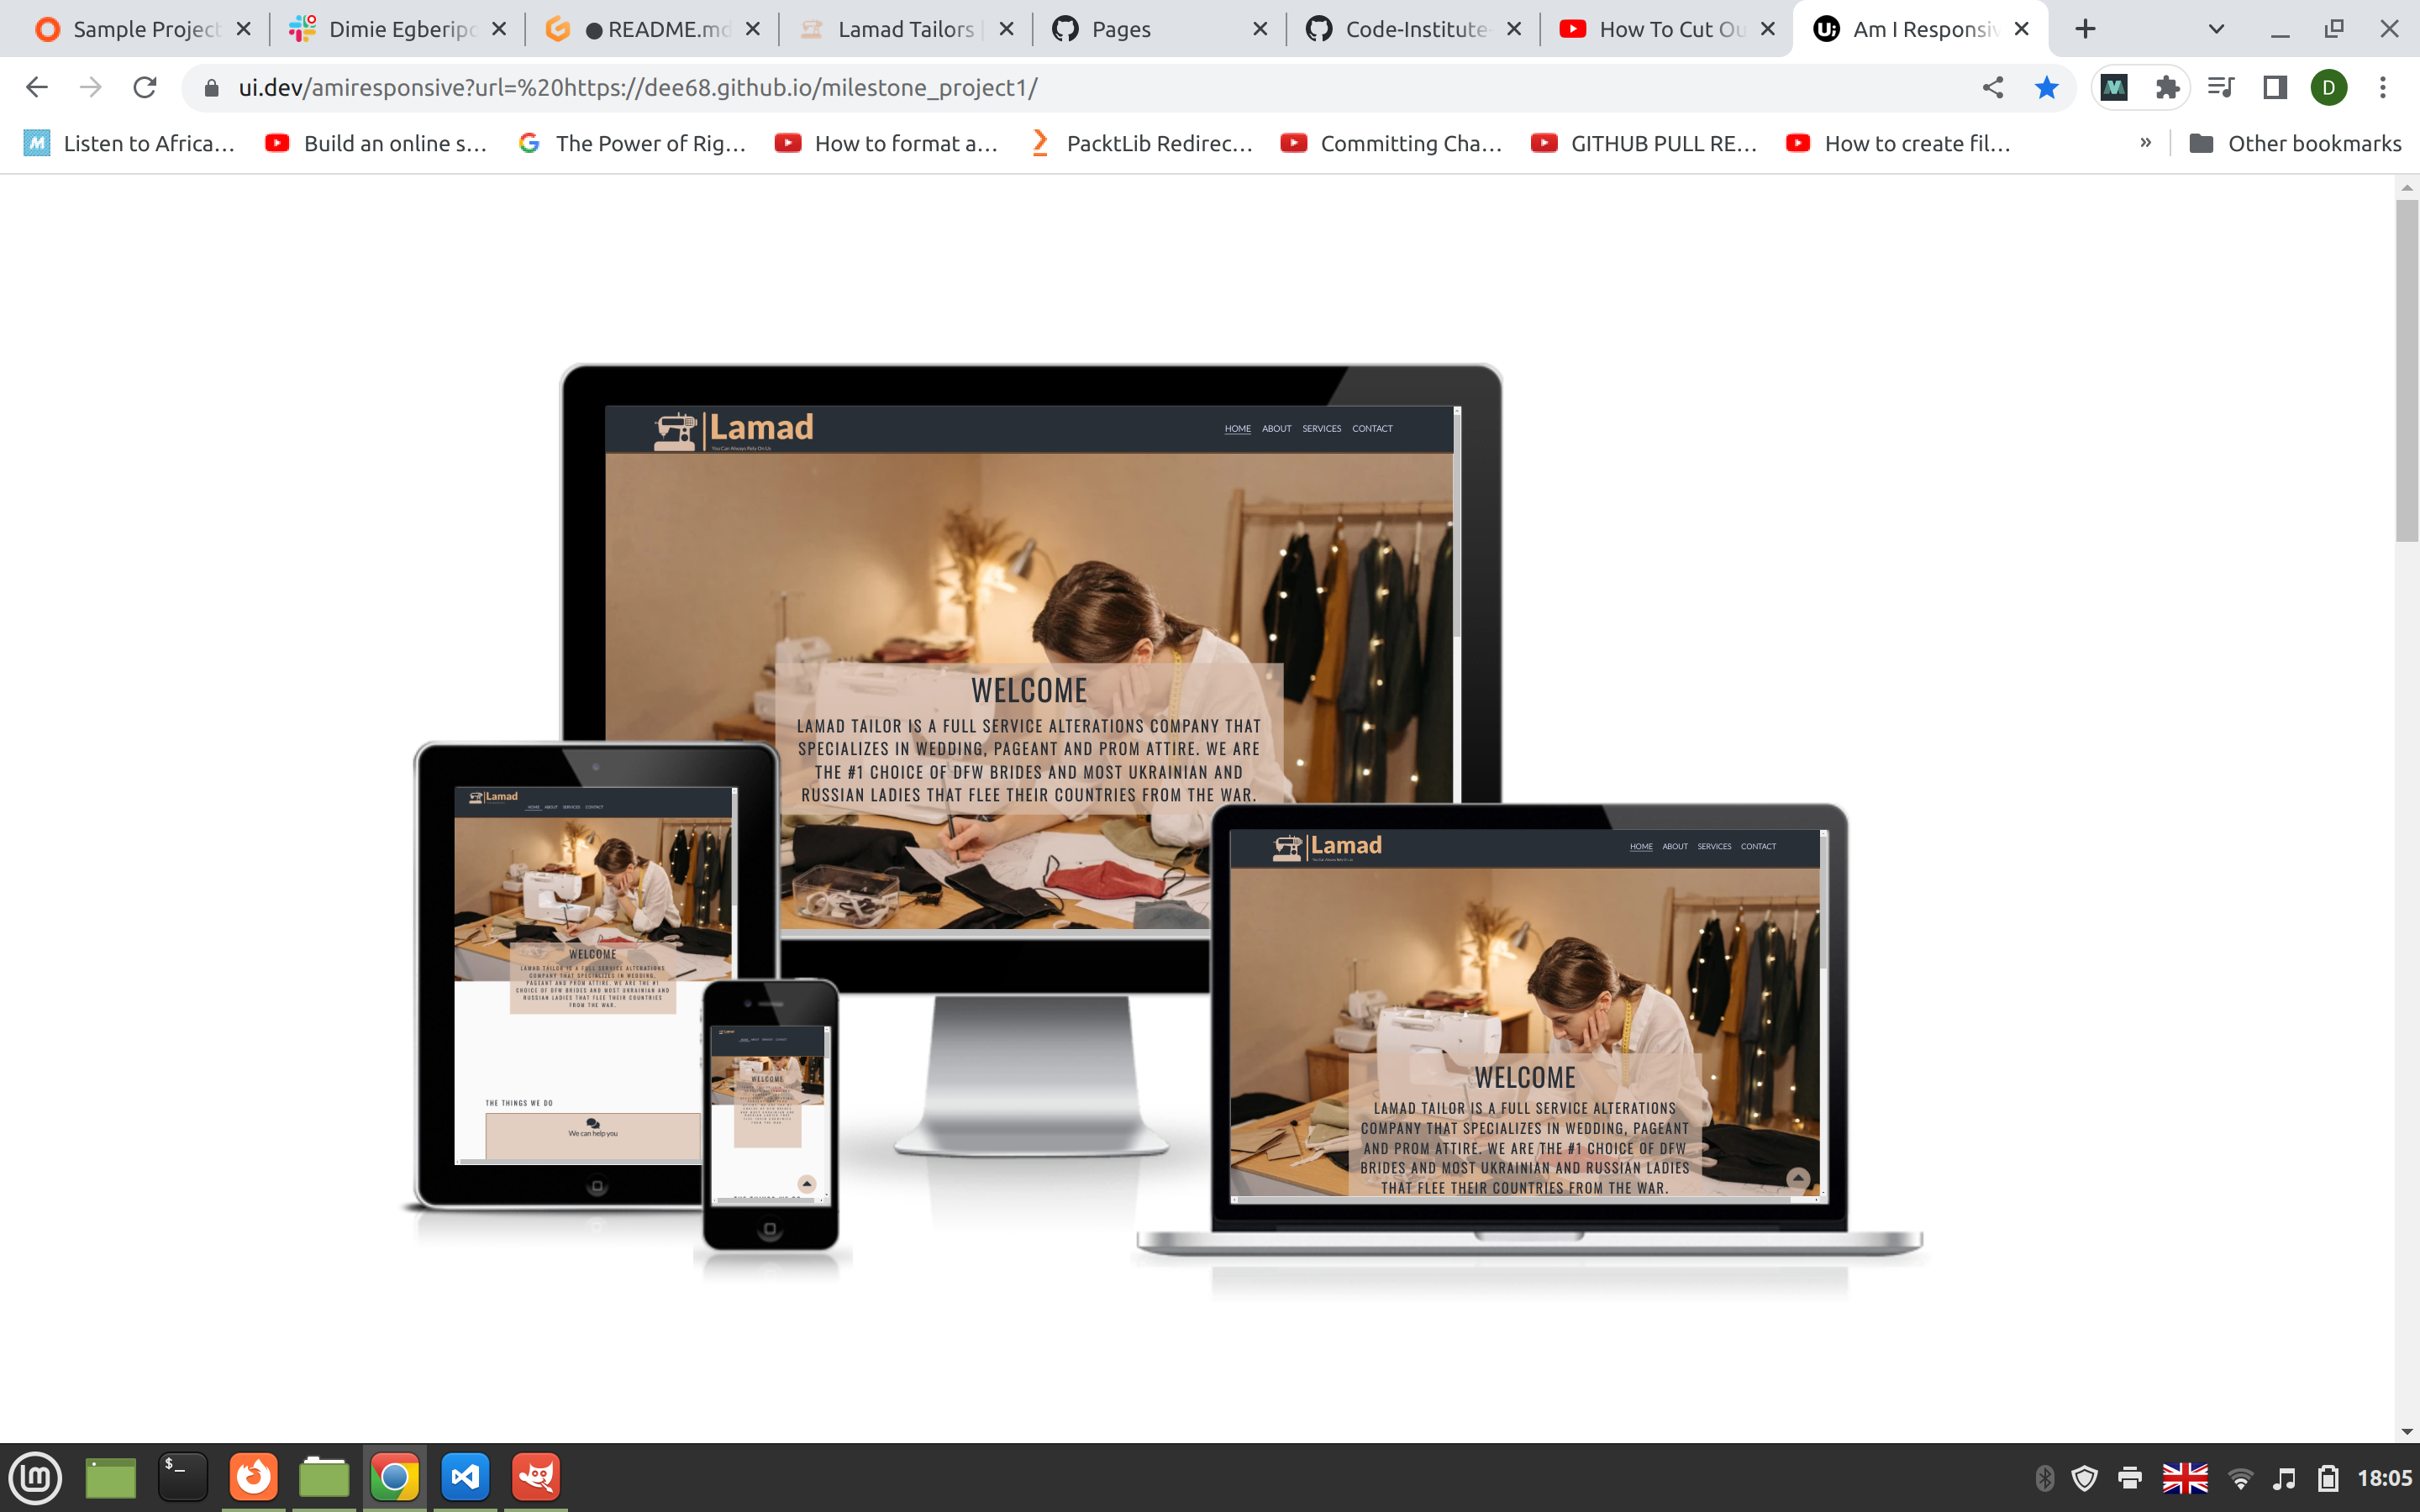 Sample Project
Dimie Egberipo
● README.md
Lamad Tailors |
Pages
Code-Institute-
How To Cut Ou
Am I Responsiv
ui.dev/amiresponsive?url=%20https://dee68.github.io/milestone_project1/
D
Listen to Africa...
Build an online s...
The Power of Rig...
How to format a...
PacktLib Redirec...
Committing Cha...
GITHUB PULL RE...
How to create fil...
»
Other bookmarks
Lamad
You Can Always Rely On Us
HOME ABOUT SERVICES CONTACT
WELCOME
LAMAD TAILOR IS A FULL SERVICE ALTERATIONS COMPANY THAT
SPECIALIZES IN WEDDING, PAGEANT AND PROM ATTIRE. WE ARE
THE #1 CHOICE OF DFW BRIDES AND MOST UKRAINIAN AND
RUSSIAN LADIES THAT FLEE THEIR COUNTRIES FROM THE WAR.
Lamad
HOME ABOUT SERVICES CONTACT
WELCOME
LAMAD TAILOR IS A FULL SERVICE ALTERATIONS
COMPANY THAT SPECIALIZES IN WEDDING,
PAGEANT AND PROM ATTIRE. WE ARE THE #1
CHOICE OF DFW BRIDES AND MOST UKRAINIAN AND
RUSSIAN LADIES THAT FLEE THEIR COUNTRIES
FROM THE WAR.
THE THINGS WE DO
We can help you
WELCOME
Lamad
You Can Always Rely On Us
HOME ABOUT SERVICES CONTACT
WELCOME
LAMAD TAILOR IS A FULL SERVICE ALTERATIONS
COMPANY THAT SPECIALIZES IN WEDDING, PAGEANT
AND PROM ATTIRE. WE ARE THE #1 CHOICE OF DFW
BRIDES AND MOST UKRAINIAN AND RUSSIAN LADIES
THAT FLEE THEIR COUNTRIES FROM THE WAR.
$_
18:05